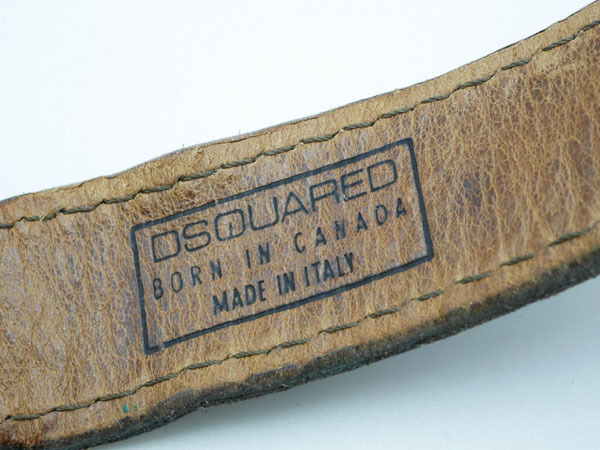 DSQUARED
BORN IN CANADA
MADE IN ITALY